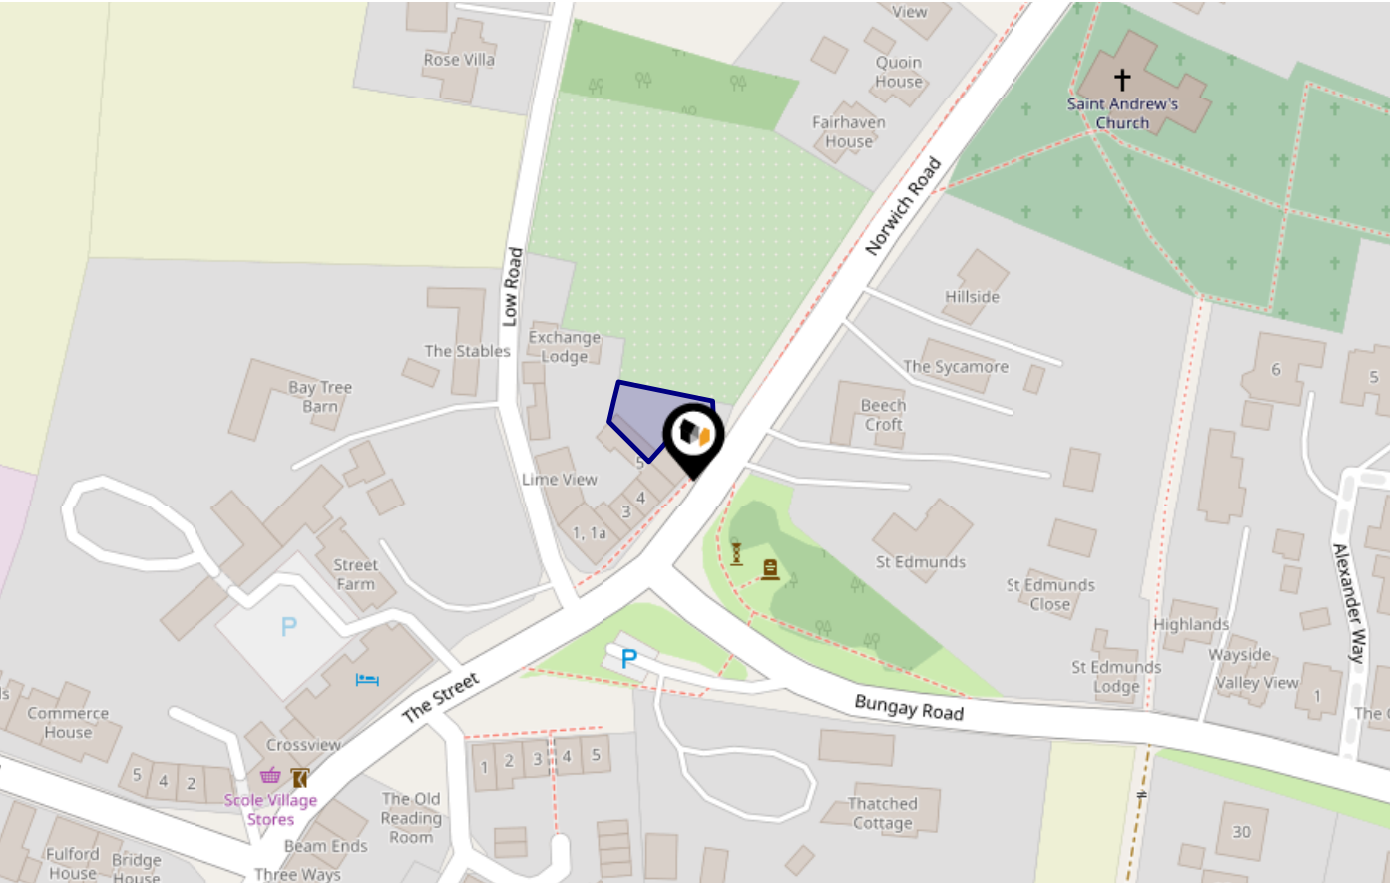 View
Rose Villa
Quoin
House
Saint Andrew's
Church
Fairhaven
House
Norwich Road
Low Road
Hillside
Exchange
Lodge
The Stables
The Sycamore
6
5
Bay Tree
Barn
Beech
Croft
5
Lime View
4
3
1, 1a
Street
Farm
St Edmunds
St Edmunds
Close
Alexander Way
P
Highlands
P
Wayside
Valley View
St Edmunds
Lodge
1
The Street
Bungay Road
Commerce
House
Crossview
5
4
2
1
2
3
4
5
Scole Village
Stores
The Old
Reading
Room
Thatched
Cottage
30
Beam Ends
Fulford
House
Bridge
House
Three Ways